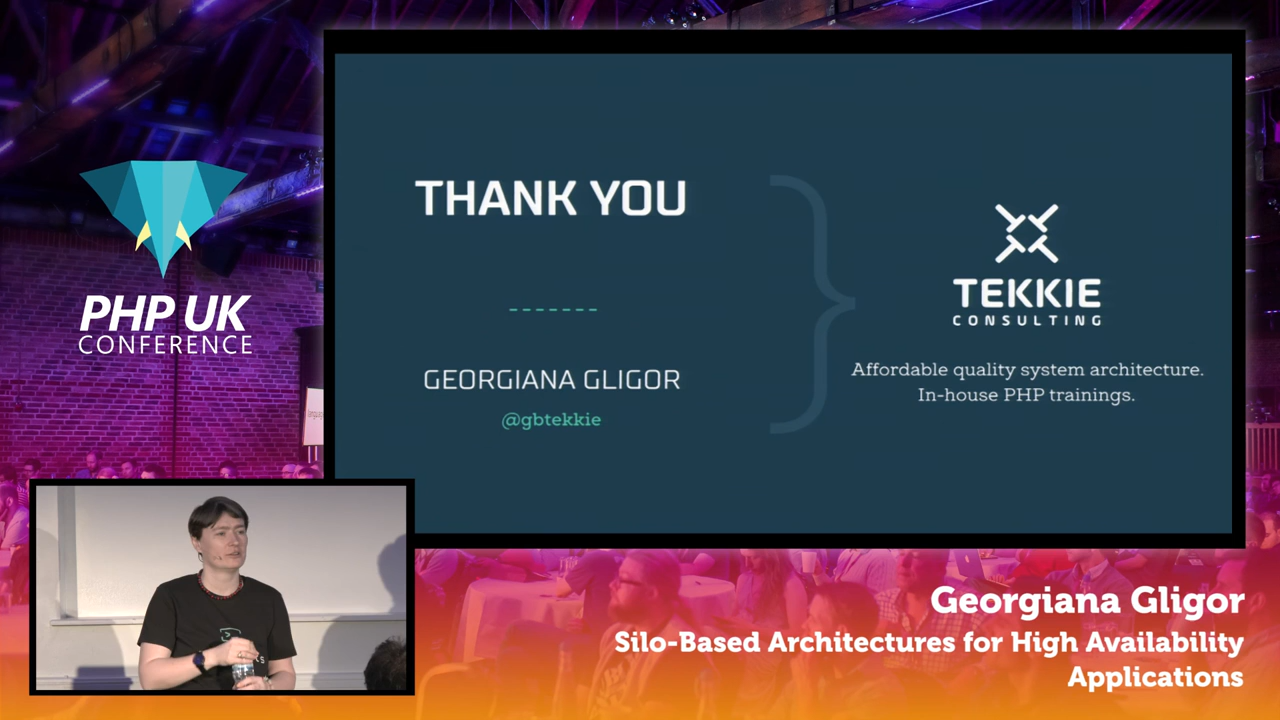 PHP UK
CONFERENCE
THANK YOU
GEORGIANA GLIGOR
@gbtekkie
TEKKIE
CONSULTING
Affordable quality system architecture.
In-house PHP trainings.
Georgiana Gligor
Silo-Based Architectures for High Availability
Applications